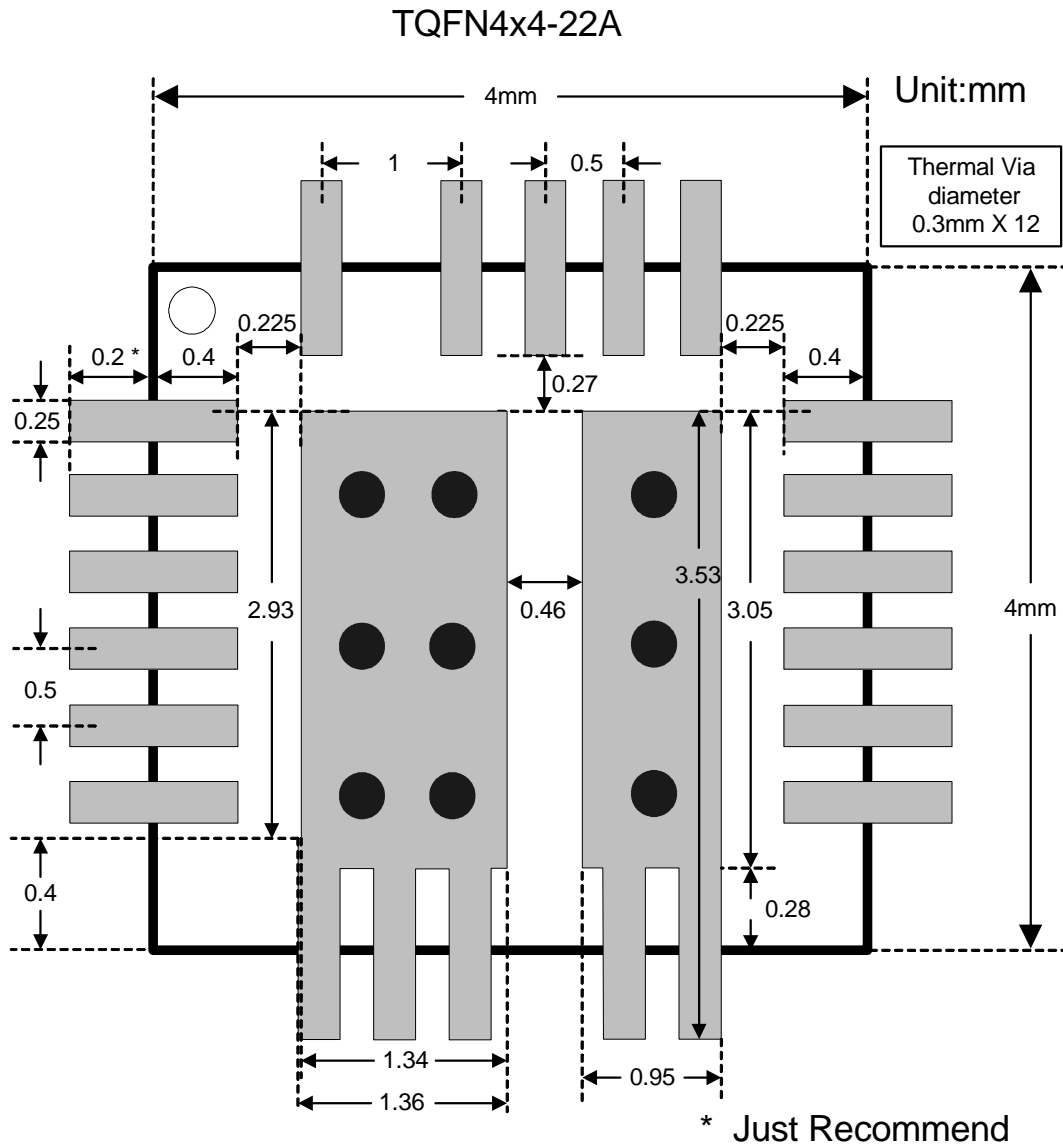 TQFN4x4-22A
4mm
Unit:mm
Thermal Via
diameter
0.3mm X 12
1
0.5
0.225
0.225
0.2 *
0.4
0.27
0.4
0.25
2.93
0.46
3.53
3.05
4mm
0.5
0.4
0.28
1.34
0.95
1.36
* Just Recommend